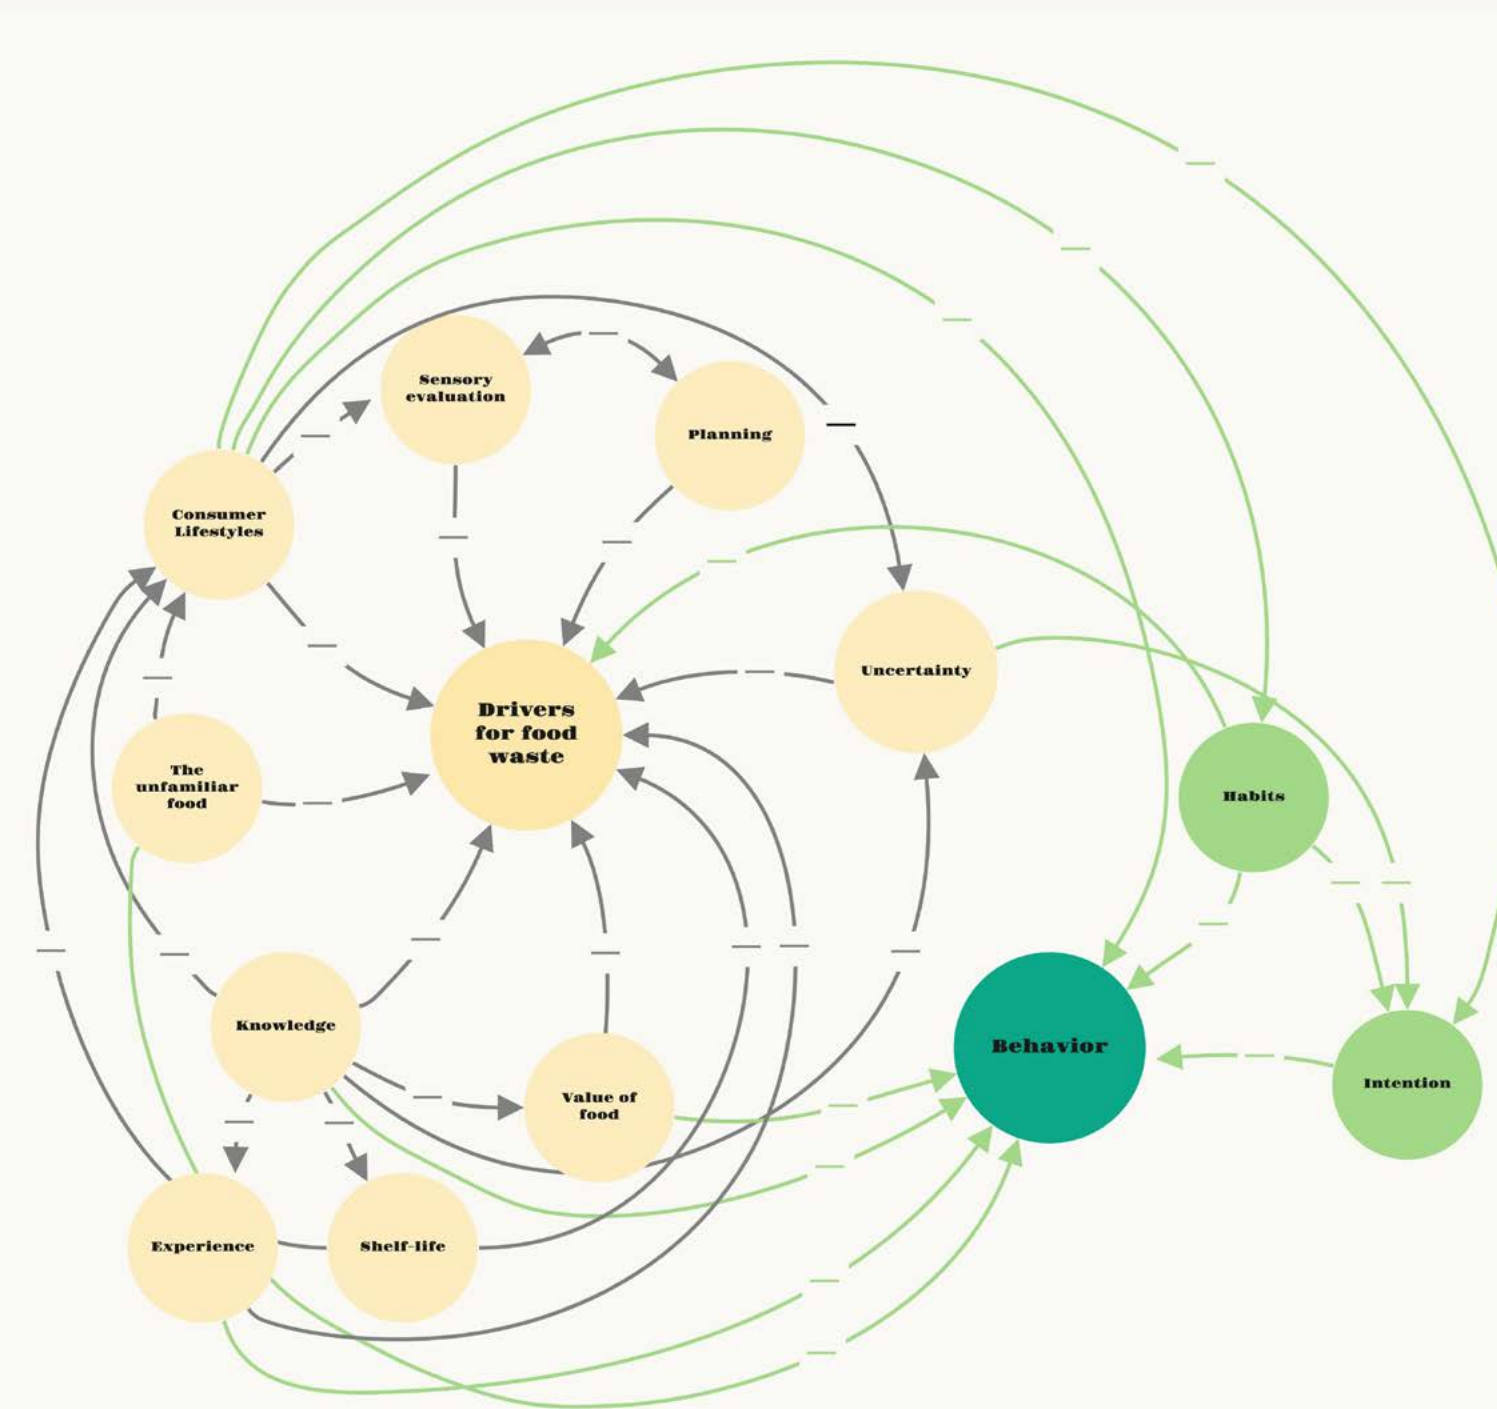 Sensory
evaluation
Planning
Consumer
Lifestyles
Uncertainty
Drivers
for food
waste
The
unfamiliar
food
Habits
Knowledge
Behavior
Value of
food
Intention
Experience
Shelf-life